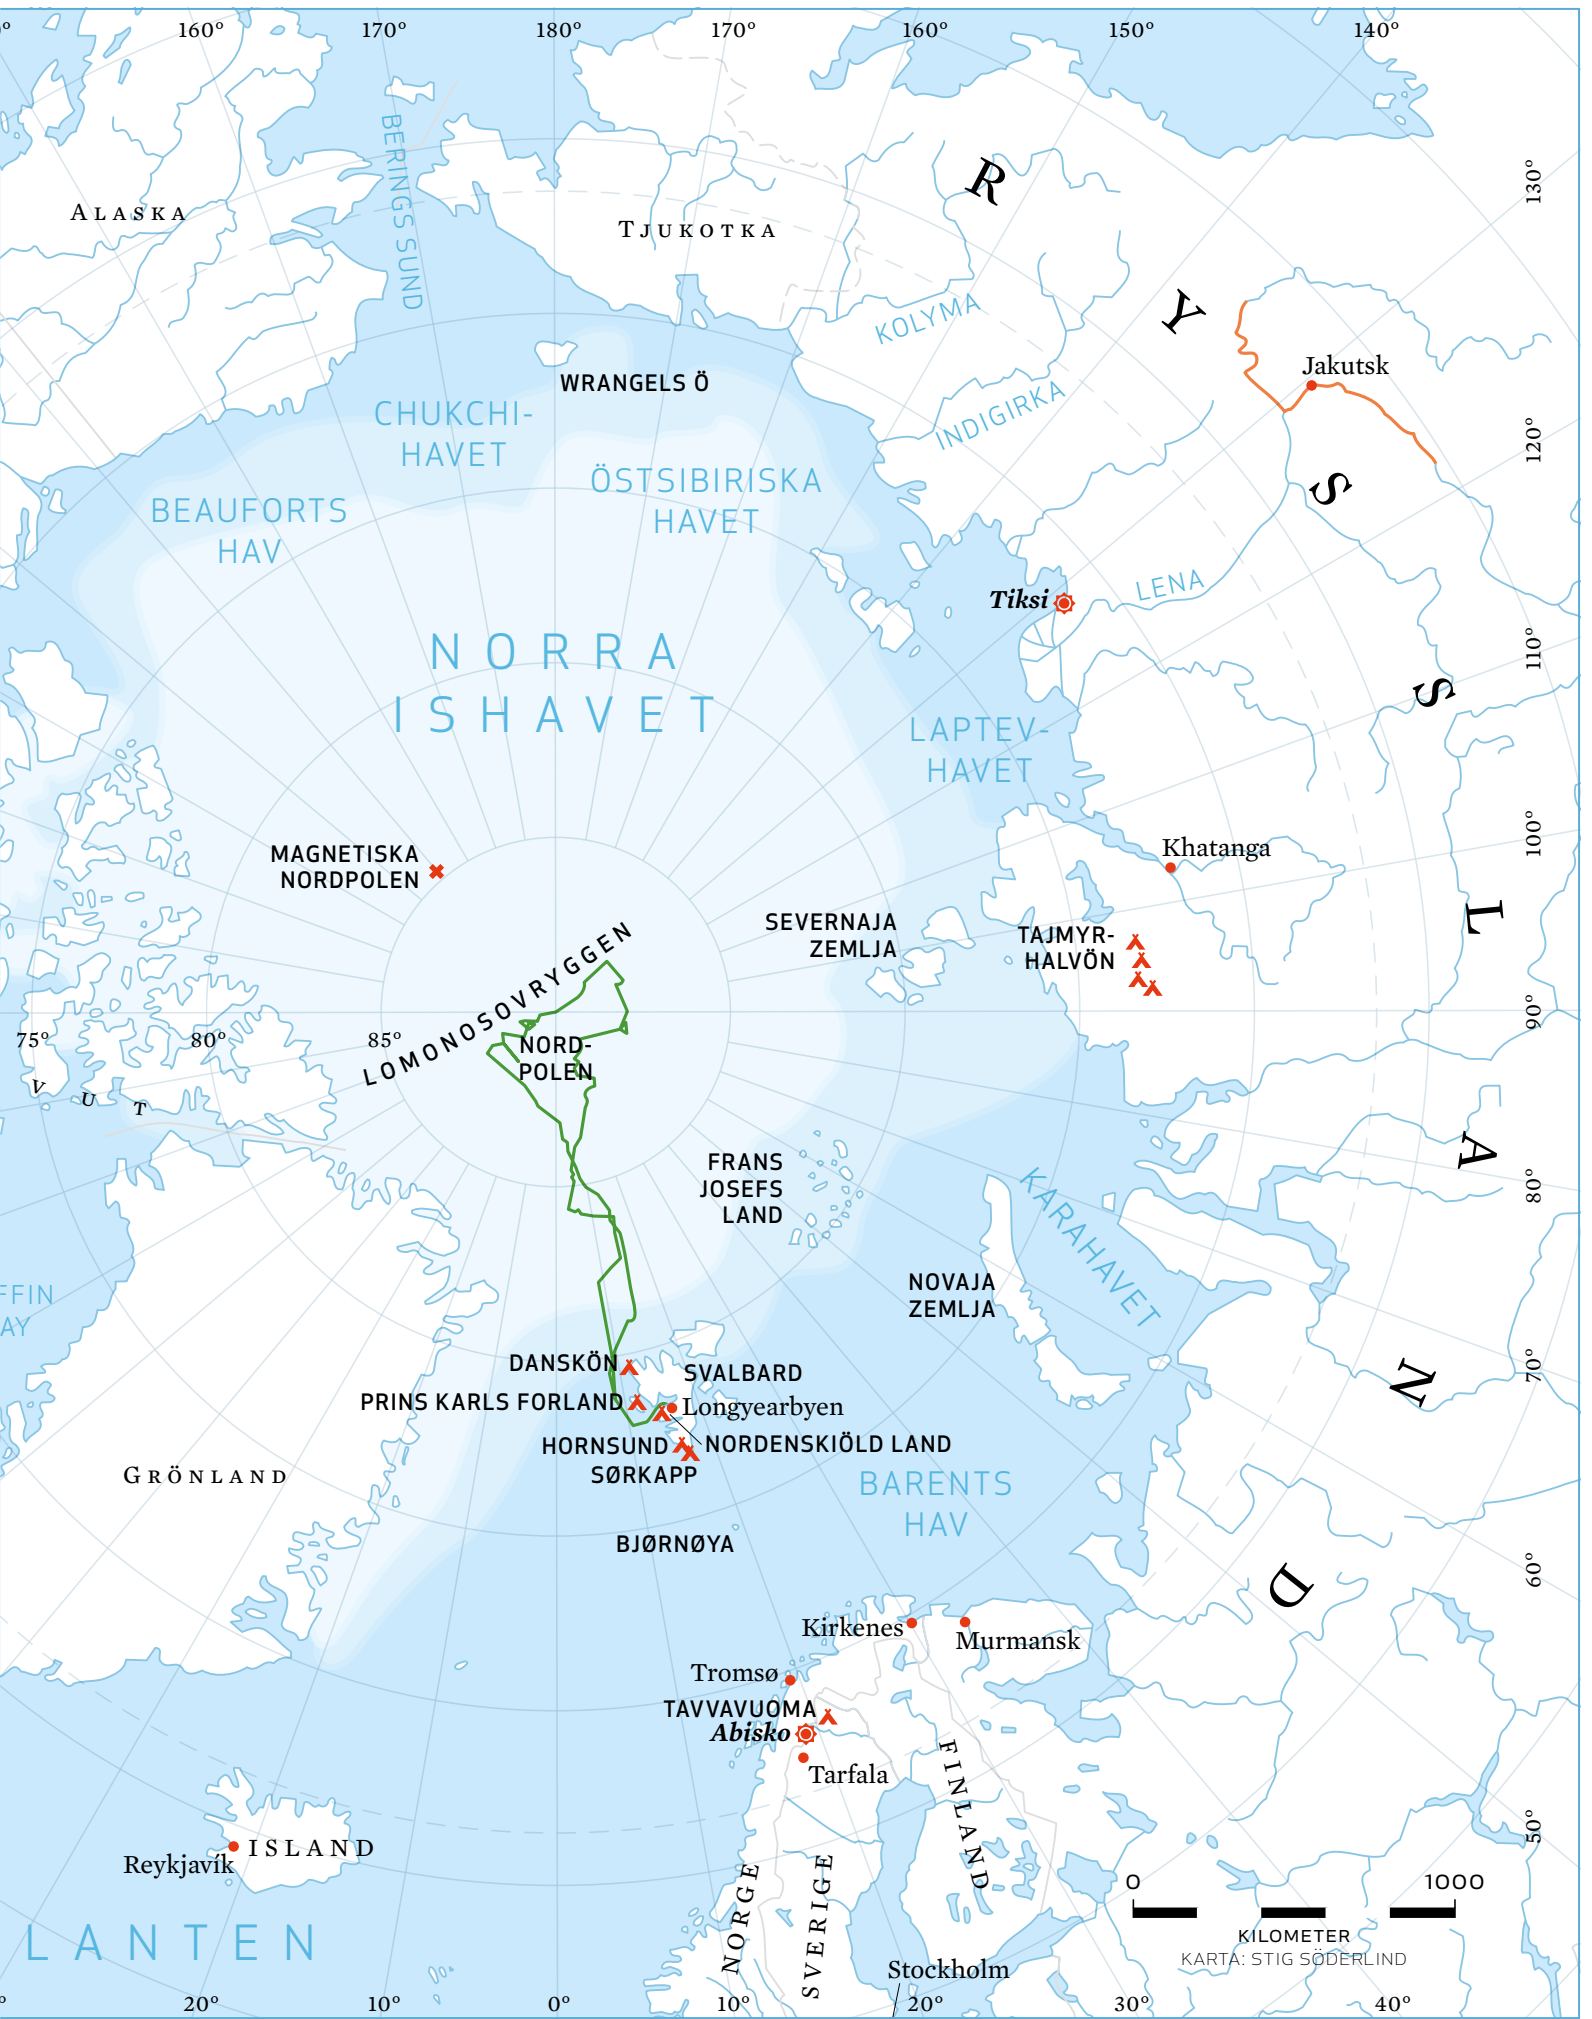 160°
170°
180°
170°
160°
150°
140°
130°
120°
110°
100°
90°
80°
70°
60°
50°
BERINGS SUND
ALASKA
TJUKOTKA
RYSSLAND
KOLYMA
INDIGIRKA
Jakutsk
WRANGELS Ö
CHUKCHI-
HAVET
ÖSTSIBIRISKA
HAVET
BEAUFORTS
HAV
Tiksi
LENA
NORRA
ISHAVET
LAPTEV-
HAVET
MAGNETISKA
NORDPOLEN
Khatanga
SEVERNAJA
ZEMLJA
TAJMYR-
HALVÖN
LOMONOSOVRYGGEN
75°
80°
85°
NORD-
POLEN
V U T
FRANS
JOSEFS
LAND
KARAHAVET
NOVAJA
ZEMLJA
FFIN
AY
DANSKÖN
SVALBARD
PRINS KARLS FORLAND
Longyearbyen
HORNSUND
NORDENSKIÖLD LAND
SØRKAPP
GRÖNLAND
BARENTS
HAV
BJØRNØYA
Kirkenes
Murmansk
Tromsø
TAVVAVUOMA
Abisko
Tarfala
FINLAND
ISLAND
Reykjavík
NORGE
SVERIGE
LANTEN
Stockholm
0
1000
KILOMETER
KARTA: STIG SÖDERLIND
20°
10°
0°
10°
20°
30°
40°